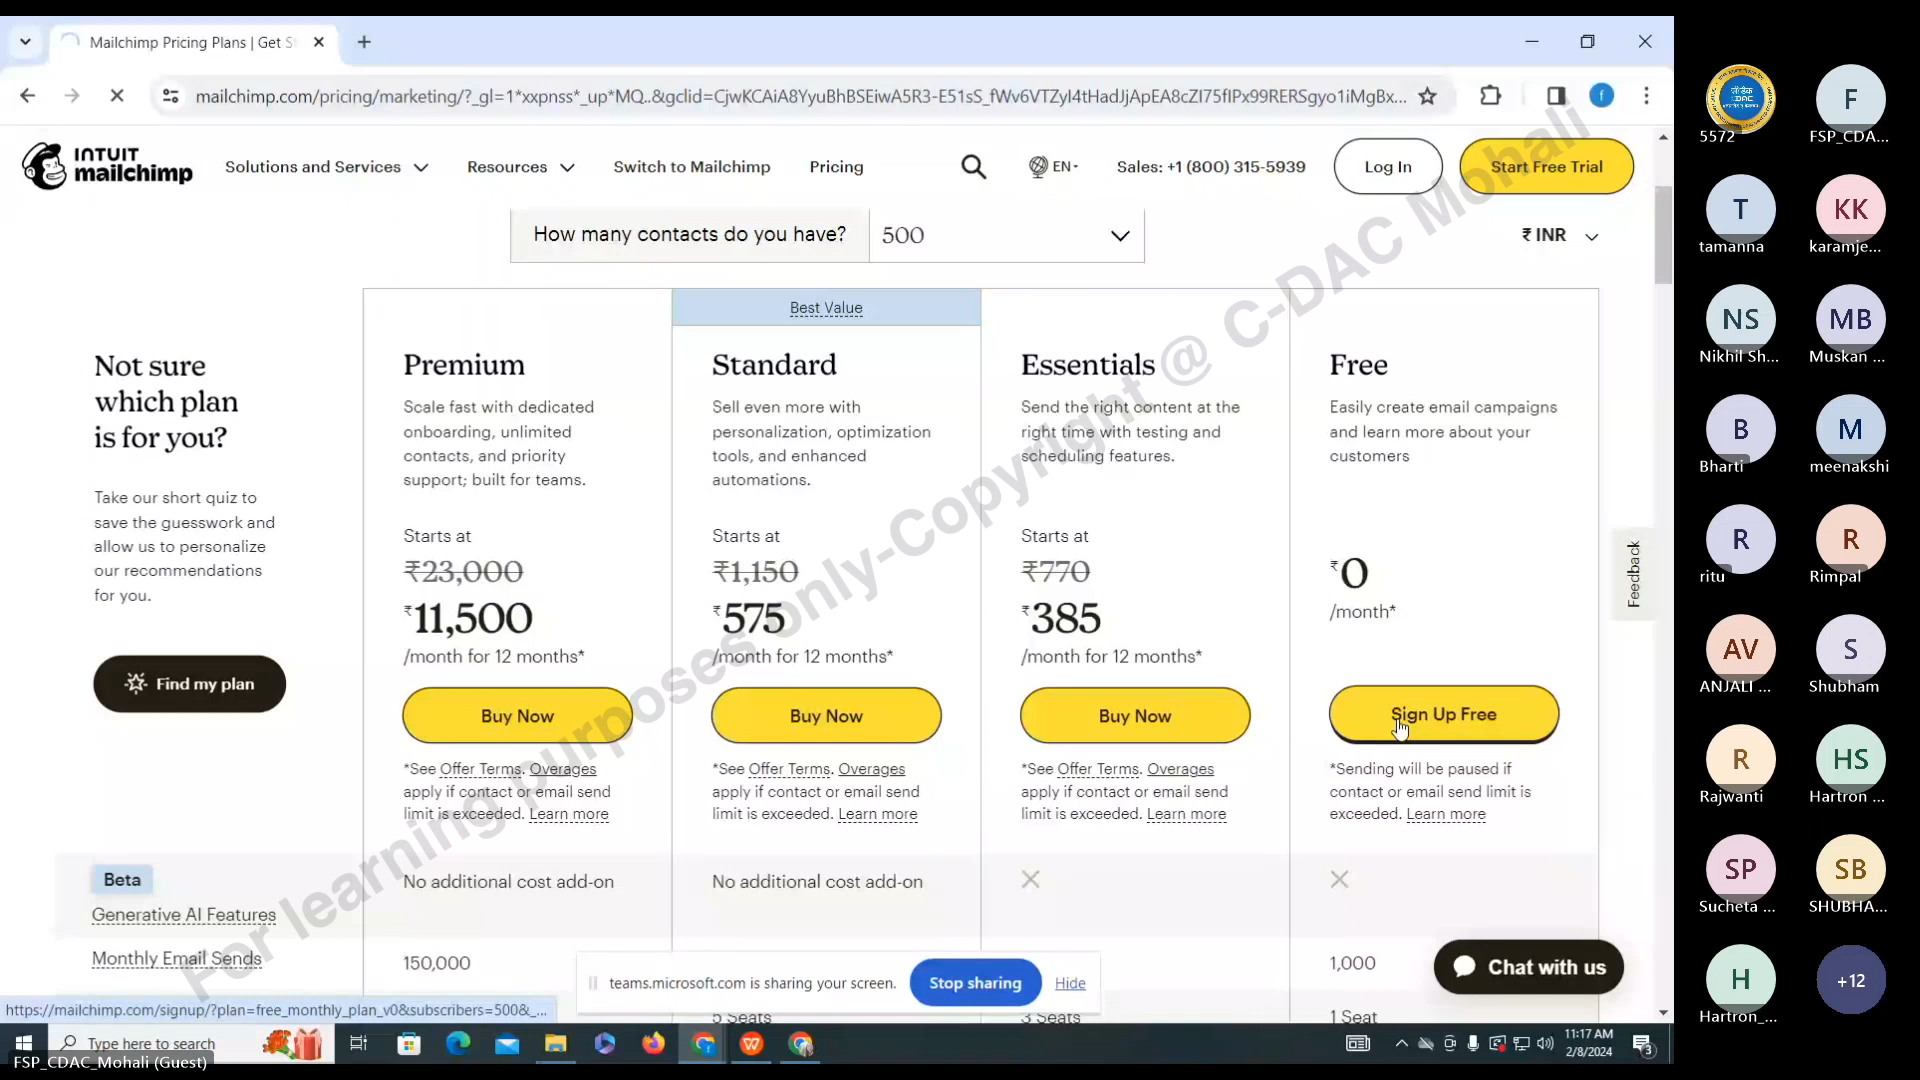 Mailchimp Pricing Plans | Get S
mailchimp.com/pricing/marketing/?_gl=1*xxpnss*_up*MQ..&gclid=CjwKCAiA8YyuBhBSEiwA5R3-E51sS_fWv6VTZyl4tHadJjApEA8cZI75fIPx99RERSgyo1iMgBx...
f
INTUIT
mailchimp
Solutions and Services
Resources
Switch to Mailchimp
Pricing
EN
Sales: +1 (800) 315-5939
Log In
Start Free Trial
How many contacts do you have?
500
₹ INR
Not sure
which plan
is for you?
Take our short quiz to
save the guesswork and
allow us to personalize
our recommendations
for you.
Find my plan
Premium
Scale fast with dedicated
onboarding, unlimited
contacts, and priority
support; built for teams.
Starts at
₹23,000
₹11,500
/month for 12 months*
Buy Now
*See Offer Terms. Overages
apply if contact or email send
limit is exceeded. Learn more
Best Value
Standard
Sell even more with
personalization, optimization
tools, and enhanced
automations.
Starts at
₹1,150
₹575
/month for 12 months*
Buy Now
*See Offer Terms. Overages
apply if contact or email send
limit is exceeded. Learn more
Essentials
Send the right content at the
right time with testing and
scheduling features.
Starts at
₹770
₹385
/month for 12 months*
Buy Now
*See Offer Terms. Overages
apply if contact or email send
limit is exceeded. Learn more
Free
Easily create email campaigns
and learn more about your
customers
₹0
/month*
Sign Up Free
*Sending will be paused if
contact or email send limit is
exceeded. Learn more
Feedback
Beta
Generative AI Features
No additional cost add-on
No additional cost add-on
Monthly Email Sends
150,000
1,000
5 Seats
3 Seats
1 Seat
Chat with us
teams.microsoft.com is sharing your screen.
Stop sharing
Hide
https://mailchimp.com/signup/?plan=free_monthly_plan_v0&subscribers=500&_...
For learning purposes only-Copyright @ C-DAC Mohali
Type here to search
11:17 AM
2/8/2024
3
FSP_CDAC_Mohali (Guest)
5572
F
FSP_CDA...
T
tamanna
KK
karamje...
NS
Nikhil Sh...
MB
Muskan ...
B
Bharti
M
meenakshi
R
ritu
R
Rimpal
AV
ANJALI ...
S
Shubham
R
Rajwanti
HS
Hartron ...
SP
Sucheta ...
SB
SHUBHA...
H
Hartron_...
+12